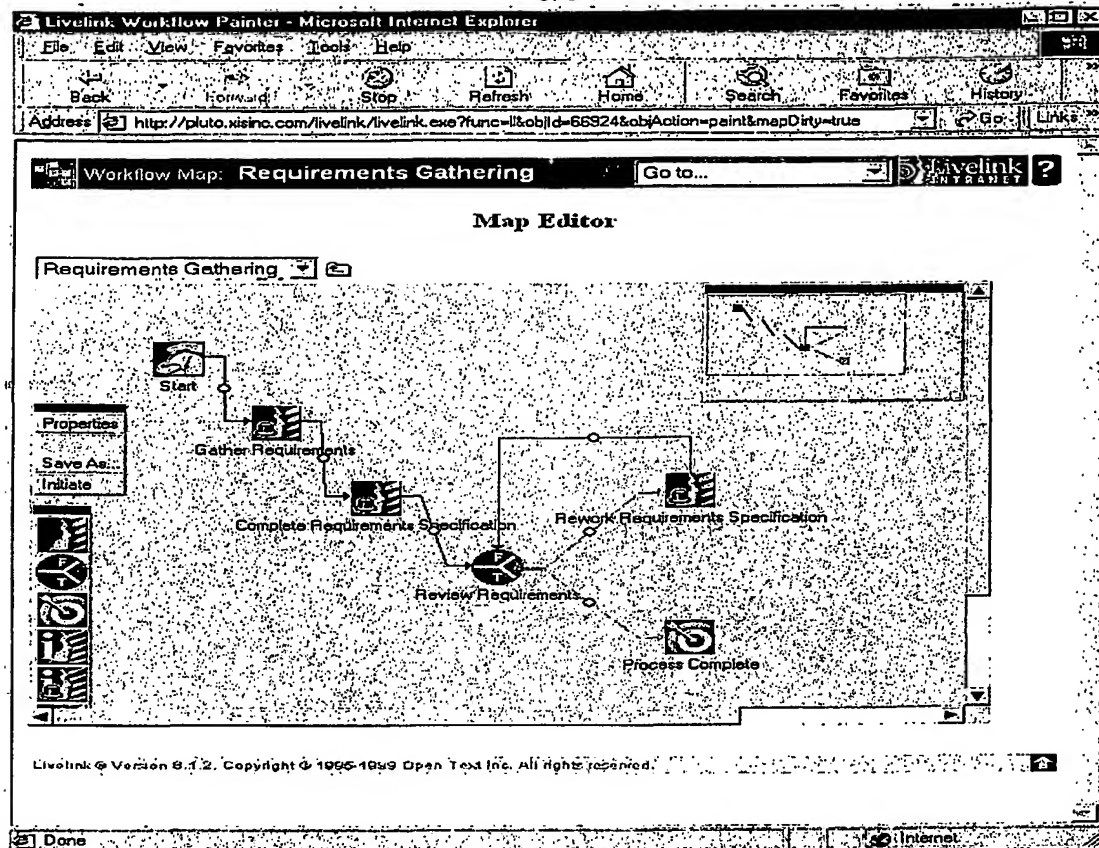 Livelink Workflow Painter - Microsoft Internet Explorer
File Edit View Favorites Tools Help
Back Forward Stop Refresh Home Search Favorites History
Address http://pluto.xisinc.com/livelink/livelink.exe?func=ll&objId=66924&objAction=paint&mapDirty=true Go Links »
Workflow Map: Requirements Gathering Go to... Livelink INTRANET ?
Map Editor
Requirements Gathering
Start
Properties
Gather Requirements
Save As...
Initiate
Complete Requirements Specification
Rework Requirements Specification
F
T
Review Requirements
F
T
Process Complete
Livelink ® Version 8.1.2, Copyright © 1995-1999 Open Text Inc. All rights reserved.
Done Internet